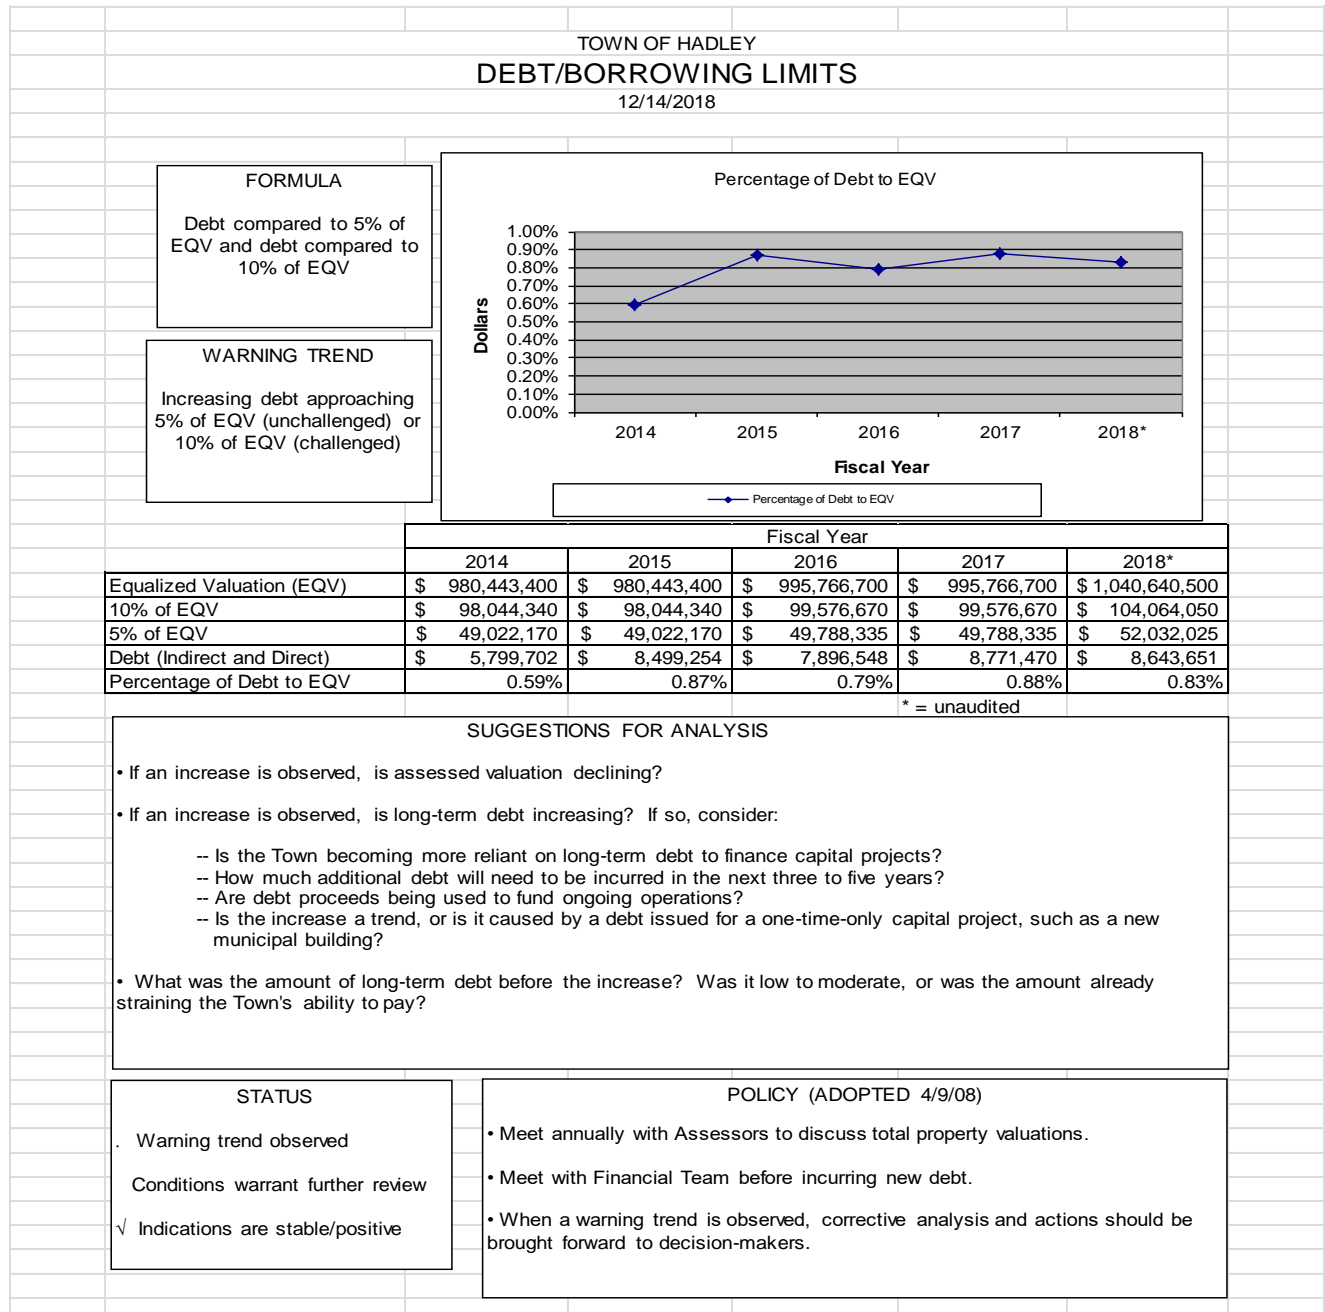 TOWN OF HADLEY
DEBT/BORROWING LIMITS
12/14/2018
FORMULA
Debt compared to 5% of
EQV and debt compared to
10% of EQV
WARNING TREND
Increasing debt approaching
5% of EQV (unchallenged) or
10% of EQV (challenged)
Percentage of Debt to EQV
1.00%
0.90%
0.80%
0.70%
0.60%
0.50%
0.40%
0.30%
0.20%
0.10%
0.00%
Dollars
2014 2015 2016 2017 2018*
Fiscal Year
Percentage of Debt to EQV
Fiscal Year
2014 2015 2016 2017 2018*
Equalized Valuation (EQV) $ 980,443,400 $ 980,443,400 $ 995,766,700 $ 995,766,700 $ 1,040,640,500
10% of EQV $ 98,044,340 $ 98,044,340 $ 99,576,670 $ 99,576,670 $ 104,064,050
5% of EQV $ 49,022,170 $ 49,022,170 $ 49,788,335 $ 49,788,335 $ 52,032,025
Debt (Indirect and Direct) $ 5,799,702 $ 8,499,254 $ 7,896,548 $ 8,771,470 $ 8,643,651
Percentage of Debt to EQV 0.59% 0.87% 0.79% 0.88% 0.83%
* = unaudited
SUGGESTIONS FOR ANALYSIS
• If an increase is observed, is assessed valuation declining?
• If an increase is observed, is long-term debt increasing? If so, consider:
-- Is the Town becoming more reliant on long-term debt to finance capital projects?
-- How much additional debt will need to be incurred in the next three to five years?
-- Are debt proceeds being used to fund ongoing operations?
-- Is the increase a trend, or is it caused by a debt issued for a one-time-only capital project, such as a new
municipal building?
• What was the amount of long-term debt before the increase? Was it low to moderate, or was the amount already
straining the Town's ability to pay?
STATUS
. Warning trend observed
Conditions warrant further review
√ Indications are stable/positive
POLICY (ADOPTED 4/9/08)
• Meet annually with Assessors to discuss total property valuations.
• Meet with Financial Team before incurring new debt.
• When a warning trend is observed, corrective analysis and actions should be
brought forward to decision-makers.